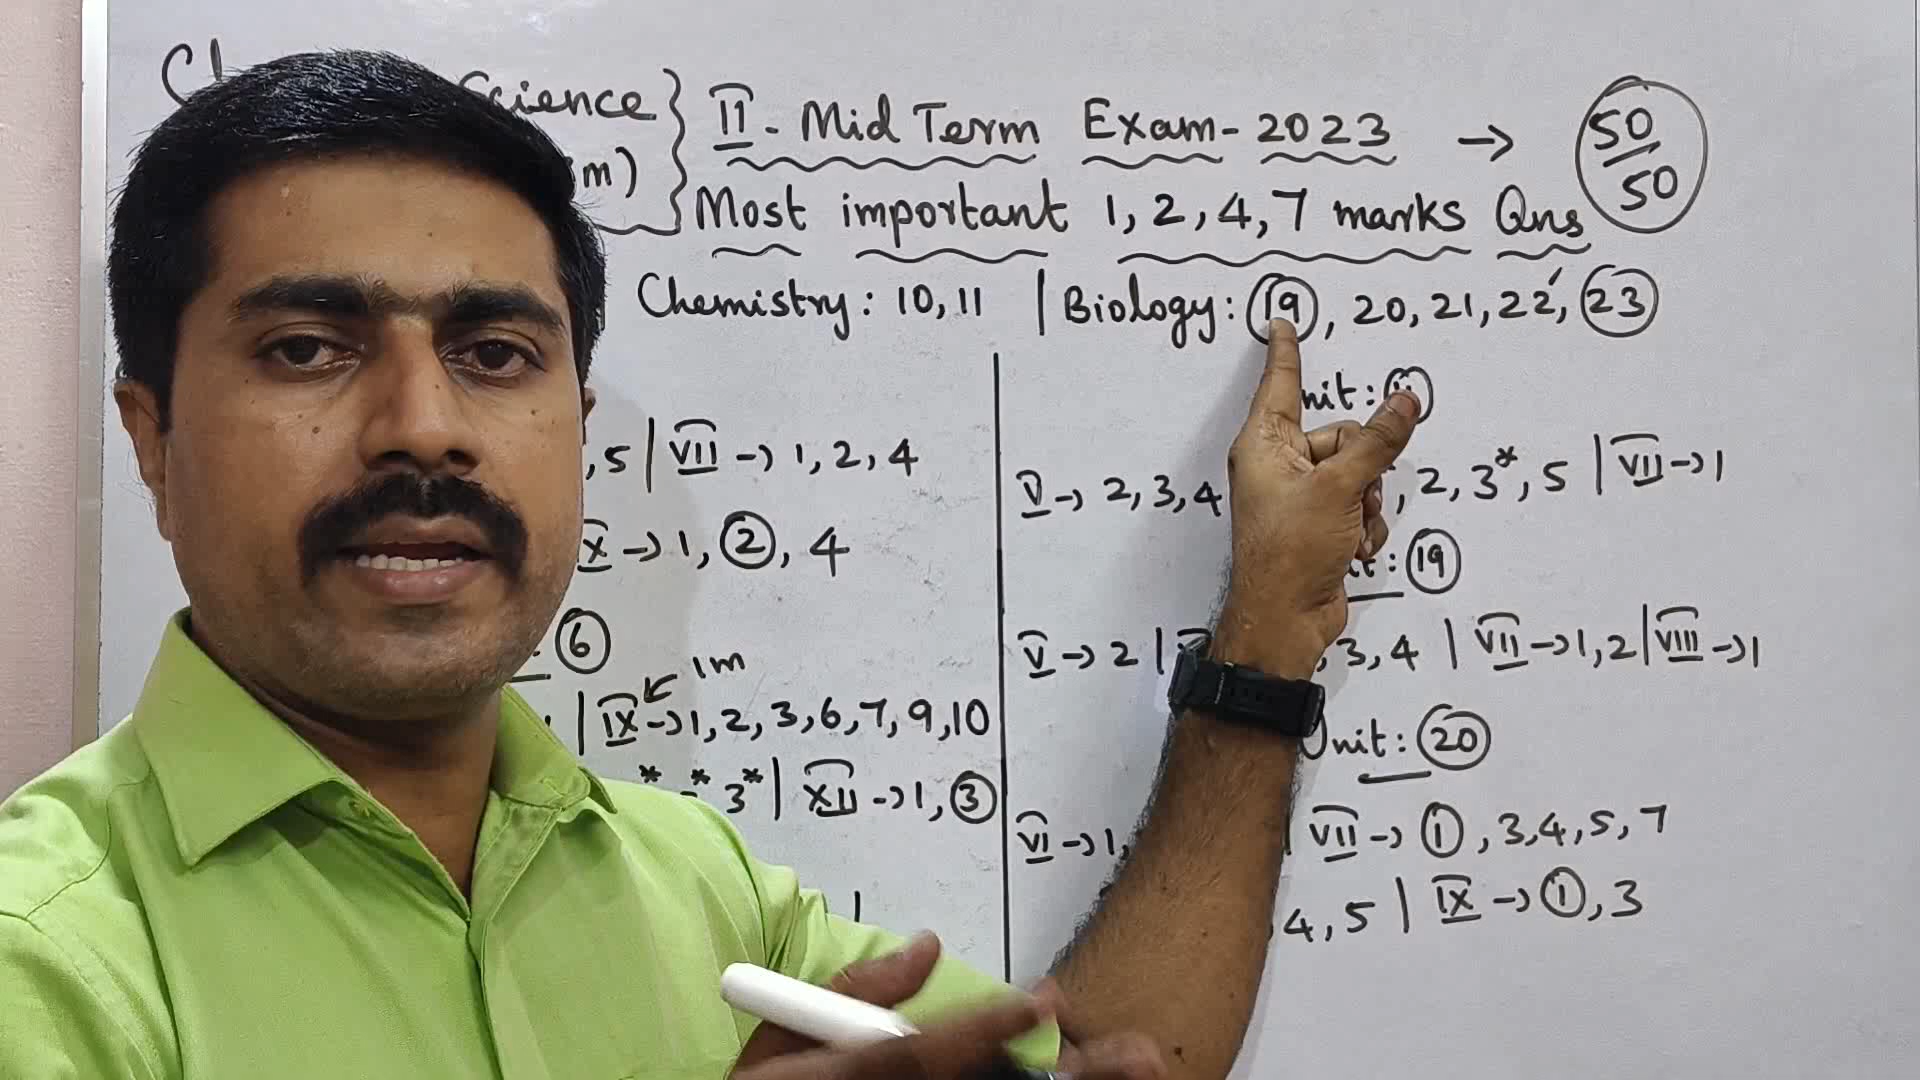 Science } II - Mid Term Exam - 2023 → 50/50
m) Most important 1, 2, 4, 7 marks Qns
Chemistry: 10, 11 | Biology: 19, 20, 21, 22, 23
, 5 | VII → 1, 2, 4
X → 1, 2, 4
6
1m
| IX → 1, 2, 3, 6, 7, 9, 10
* * 3* | XII → 1, 3
nit:
V → 2, 3, 4 , 2, 3*, 5 | VII → 1
: 19
V → 2 | , 3, 4 | VII → 1, 2 | VIII → 1
Unit: 20
VI → 1, | VII → 1, 3, 4, 5, 7
4, 5 | IX → 1, 3